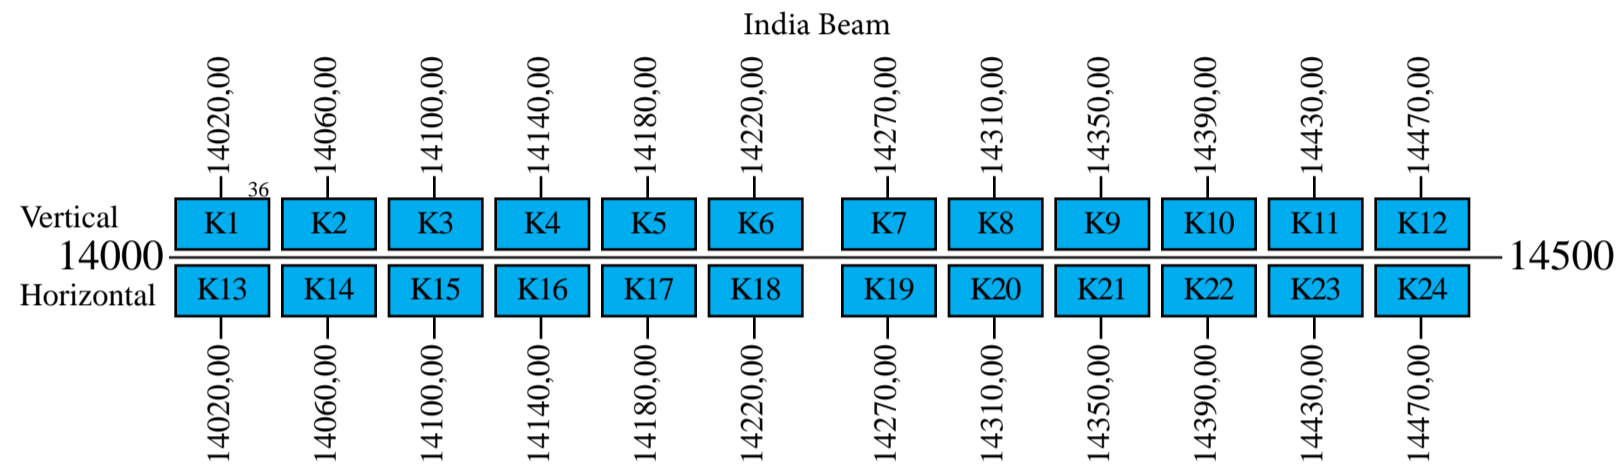 India Beam
14020,00 14060,00 14100,00 14140,00 14180,00 14220,00 14270,00 14310,00 14350,00 14390,00 14430,00 14470,00
36
Vertical K1 K2 K3 K4 K5 K6 K7 K8 K9 K10 K11 K12
14000 14500
Horizontal K13 K14 K15 K16 K17 K18 K19 K20 K21 K22 K23 K24
14020,00 14060,00 14100,00 14140,00 14180,00 14220,00 14270,00 14310,00 14350,00 14390,00 14430,00 14470,00